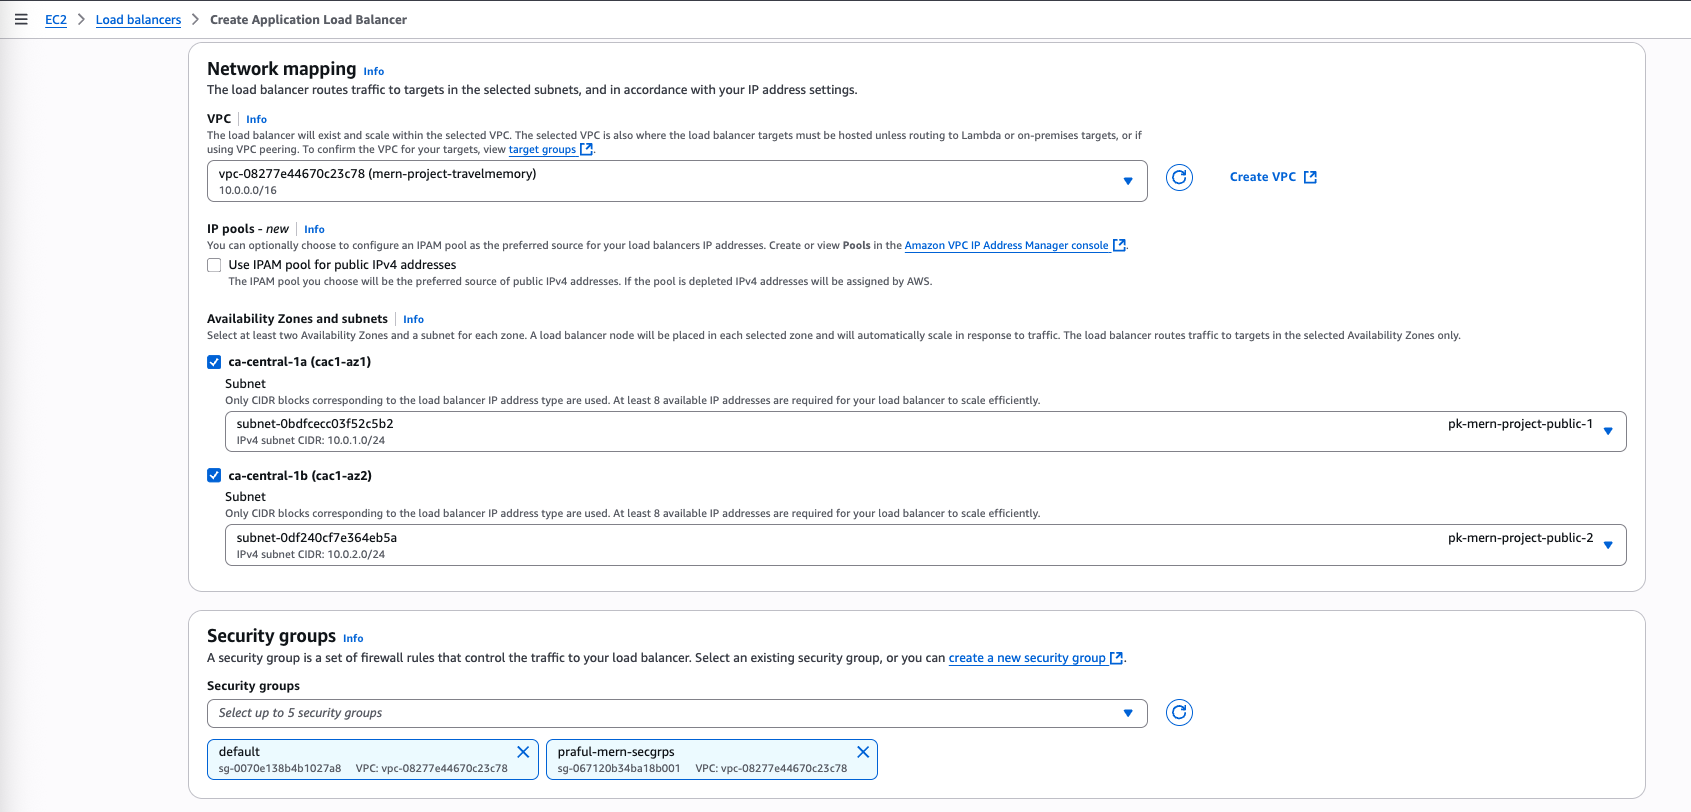 EC2 > Load balancers > Create Application Load Balancer
Network mapping Info
The load balancer routes traffic to targets in the selected subnets, and in accordance with your IP address settings.
VPC | Info
The load balancer will exist and scale within the selected VPC. The selected VPC is also where the load balancer targets must be hosted unless routing to Lambda or on-premises targets, or if
using VPC peering. To confirm the VPC for your targets, view target groups.
vpc-08277e44670c23c78 (mern-project-travelmemory)
10.0.0.0/16
Create VPC
IP pools - new | Info
You can optionally choose to configure an IPAM pool as the preferred source for your load balancers IP addresses. Create or view Pools in the Amazon VPC IP Address Manager console.
Use IPAM pool for public IPv4 addresses
The IPAM pool you choose will be the preferred source of public IPv4 addresses. If the pool is depleted IPv4 addresses will be assigned by AWS.
Availability Zones and subnets | Info
Select at least two Availability Zones and a subnet for each zone. A load balancer node will be placed in each selected zone and will automatically scale in response to traffic. The load balancer routes traffic to targets in the selected Availability Zones only.
ca-central-1a (cac1-az1)
Subnet
Only CIDR blocks corresponding to the load balancer IP address type are used. At least 8 available IP addresses are required for your load balancer to scale efficiently.
subnet-0bdfcecc03f52c5b2 pk-mern-project-public-1
IPv4 subnet CIDR: 10.0.1.0/24
ca-central-1b (cac1-az2)
Subnet
Only CIDR blocks corresponding to the load balancer IP address type are used. At least 8 available IP addresses are required for your load balancer to scale efficiently.
subnet-0df240cf7e364eb5a pk-mern-project-public-2
IPv4 subnet CIDR: 10.0.2.0/24
Security groups Info
A security group is a set of firewall rules that control the traffic to your load balancer. Select an existing security group, or you can create a new security group.
Security groups
Select up to 5 security groups
default
sg-0070e138b4b1027a8 VPC: vpc-08277e44670c23c78
praful-mern-secgrps
sg-067120b34ba18b001 VPC: vpc-08277e44670c23c78